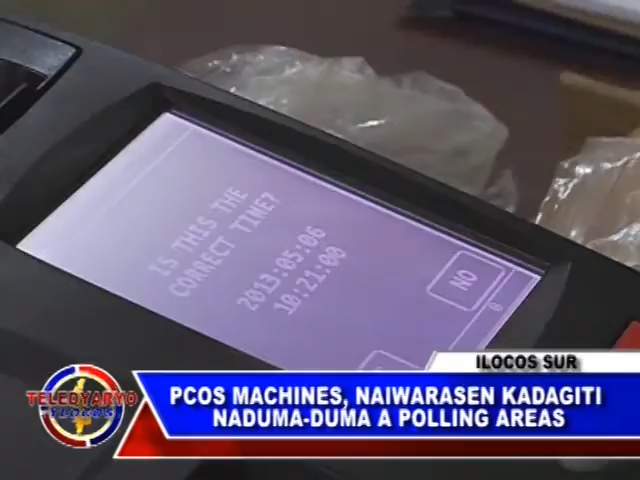 IS THIS THE
CORRECT TIME?
2013:05:06
10:21:00
NO
ILOCOS SUR
TELEDYARYO
ILOCOS
PCOS MACHINES, NAIWARASEN KADAGITI
NADUMA-DUMA A POLLING AREAS